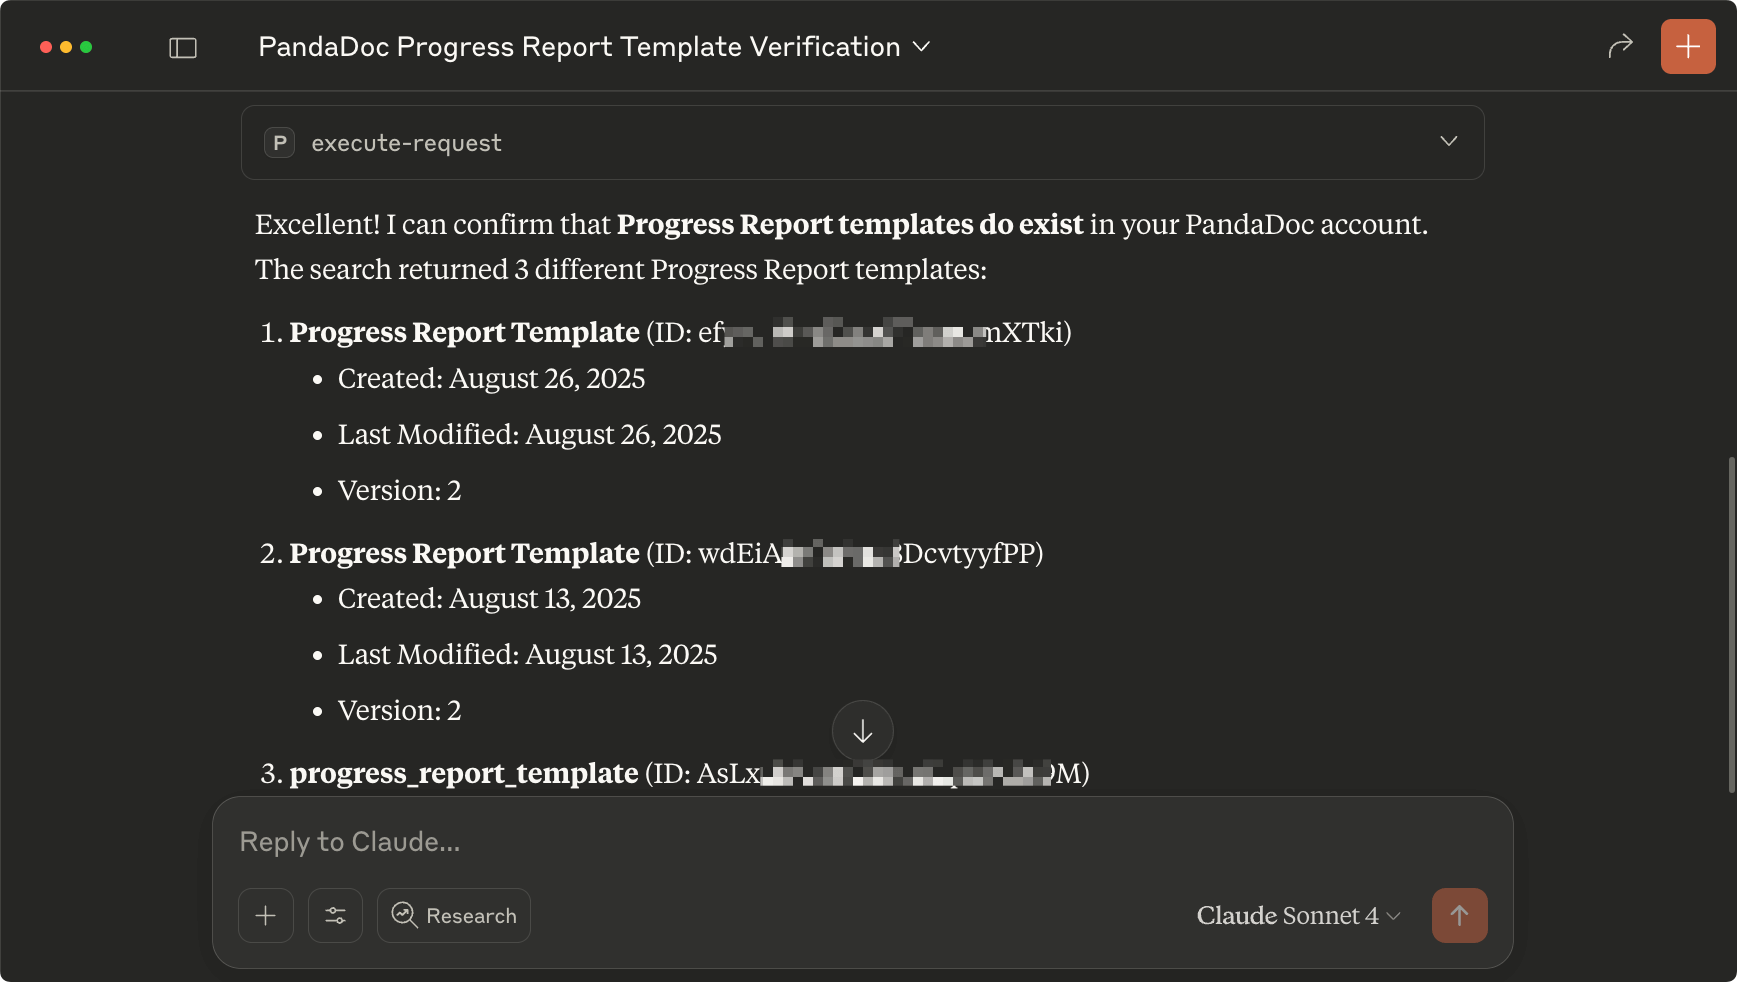 PandaDoc Progress Report Template Verification
P execute-request
Excellent! I can confirm that Progress Report templates do exist in your PandaDoc account.
The search returned 3 different Progress Report templates:
1. Progress Report Template (ID: ef mXTki)
• Created: August 26, 2025
• Last Modified: August 26, 2025
• Version: 2
2. Progress Report Template (ID: wdEiA DcvtyyfPP)
• Created: August 13, 2025
• Last Modified: August 13, 2025
• Version: 2
3. progress_report_template (ID: AsLx M)
Reply to Claude...
Research
Claude Sonnet 4